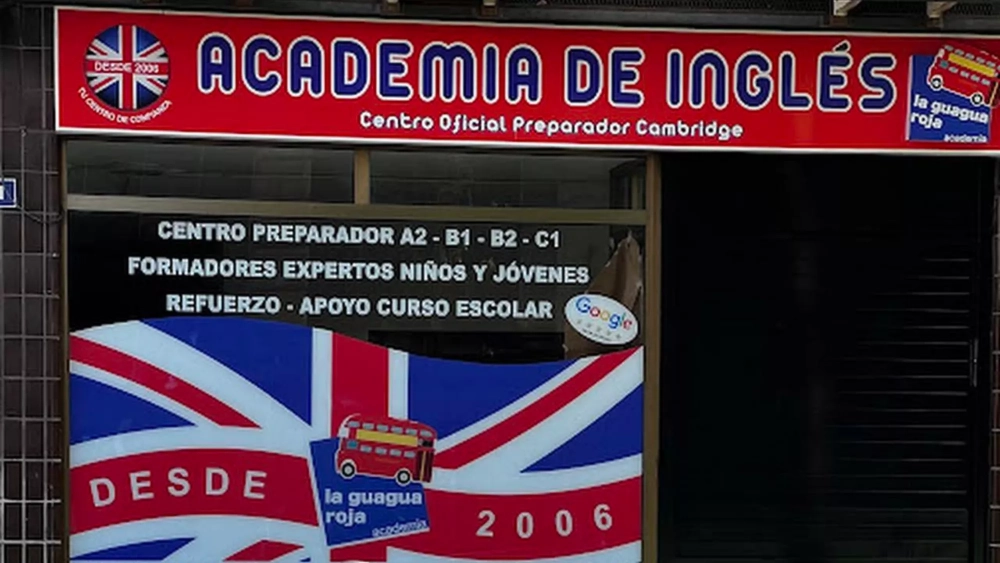 ACADEMIA DE INGLÉS
Centro Oficial Preparador Cambridge
DESDE 2006
TU CENTRO DE CONFIANZA
la guagua
roja
academia
CENTRO PREPARADOR A2 - B1 - B2 - C1
FORMADORES EXPERTOS NIÑOS Y JÓVENES
REFUERZO - APOYO CURSO ESCOLAR
Google
DESDE 2006
la guagua
roja
academia